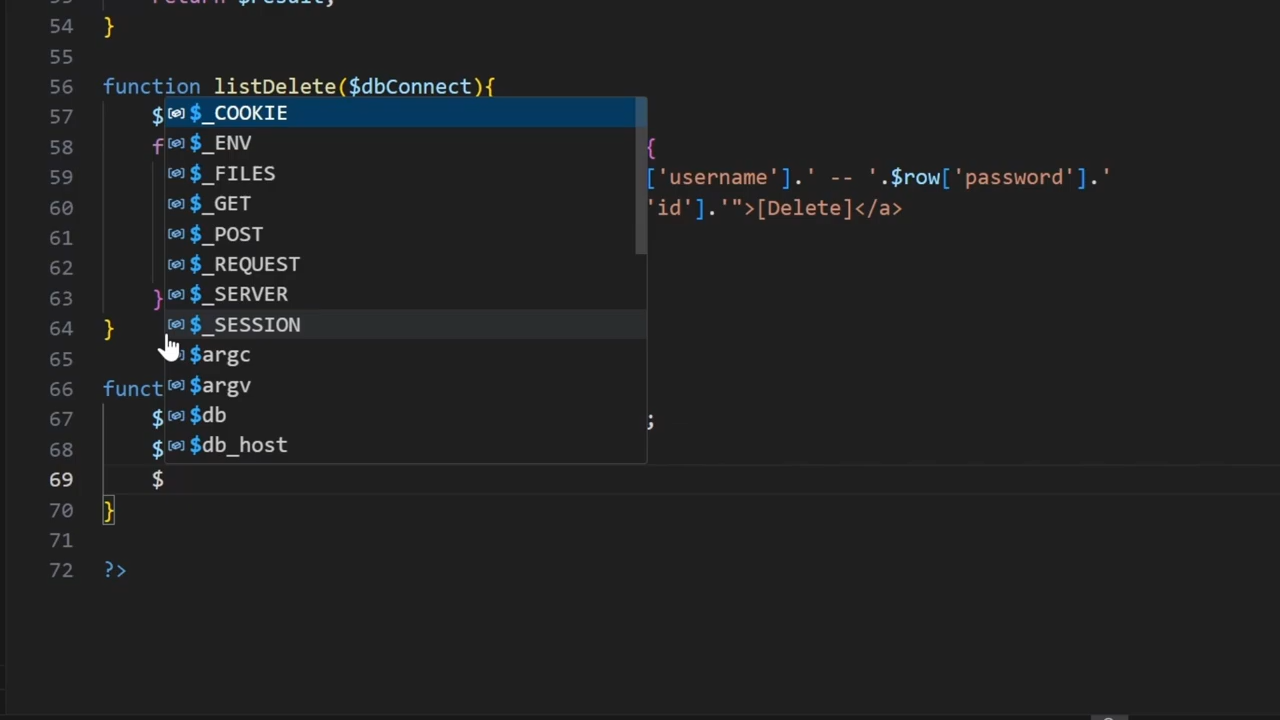 return $result;
54 }
55
56 function listDelete($dbConnect){
57 $
58 f {
59 ['username'].' -- '.$row['password'].'
60 'id'].'">[Delete]</a>
61
62
63 }
64 }
65
66 funct
67 $ ;
68 $
69 $
70 }
71
72 ?>
$_COOKIE
$_ENV
$_FILES
$_GET
$_POST
$_REQUEST
$_SERVER
$_SESSION
$argc
$argv
$db
$db_host